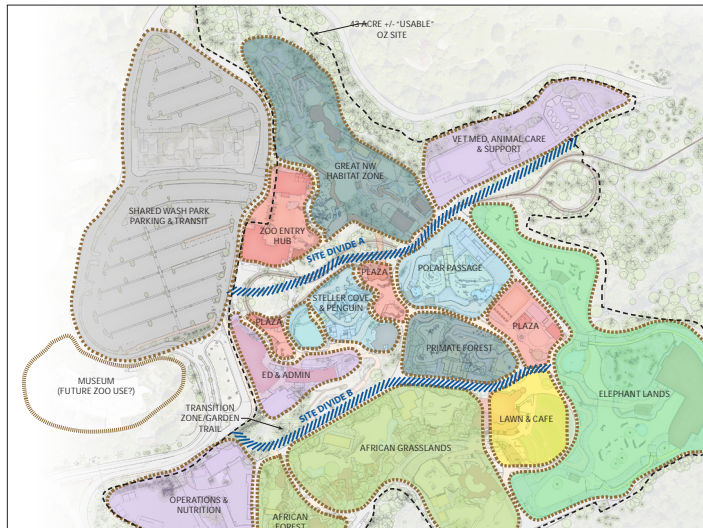 43 ACRE +/- "USABLE"
OZ SITE
VET MED, ANIMAL CARE
& SUPPORT
GREAT NW
HABITAT ZONE
SHARED WASH PARK
PARKING & TRANSIT
ZOO ENTRY
HUB
SITE DIVIDE A
PLAZA
POLAR PASSAGE
STELLER COVE
& PENGUIN
PLAZA
PLAZA
PRIMATE FOREST
ED & ADMIN
MUSEUM
(FUTURE ZOO USE?)
ELEPHANT LANDS
TRANSITION
ZONE/GARDEN
TRAIL
SITE DIVIDE B
LAWN & CAFE
AFRICAN GRASSLANDS
OPERATIONS &
NUTRITION
AFRICAN
FOREST